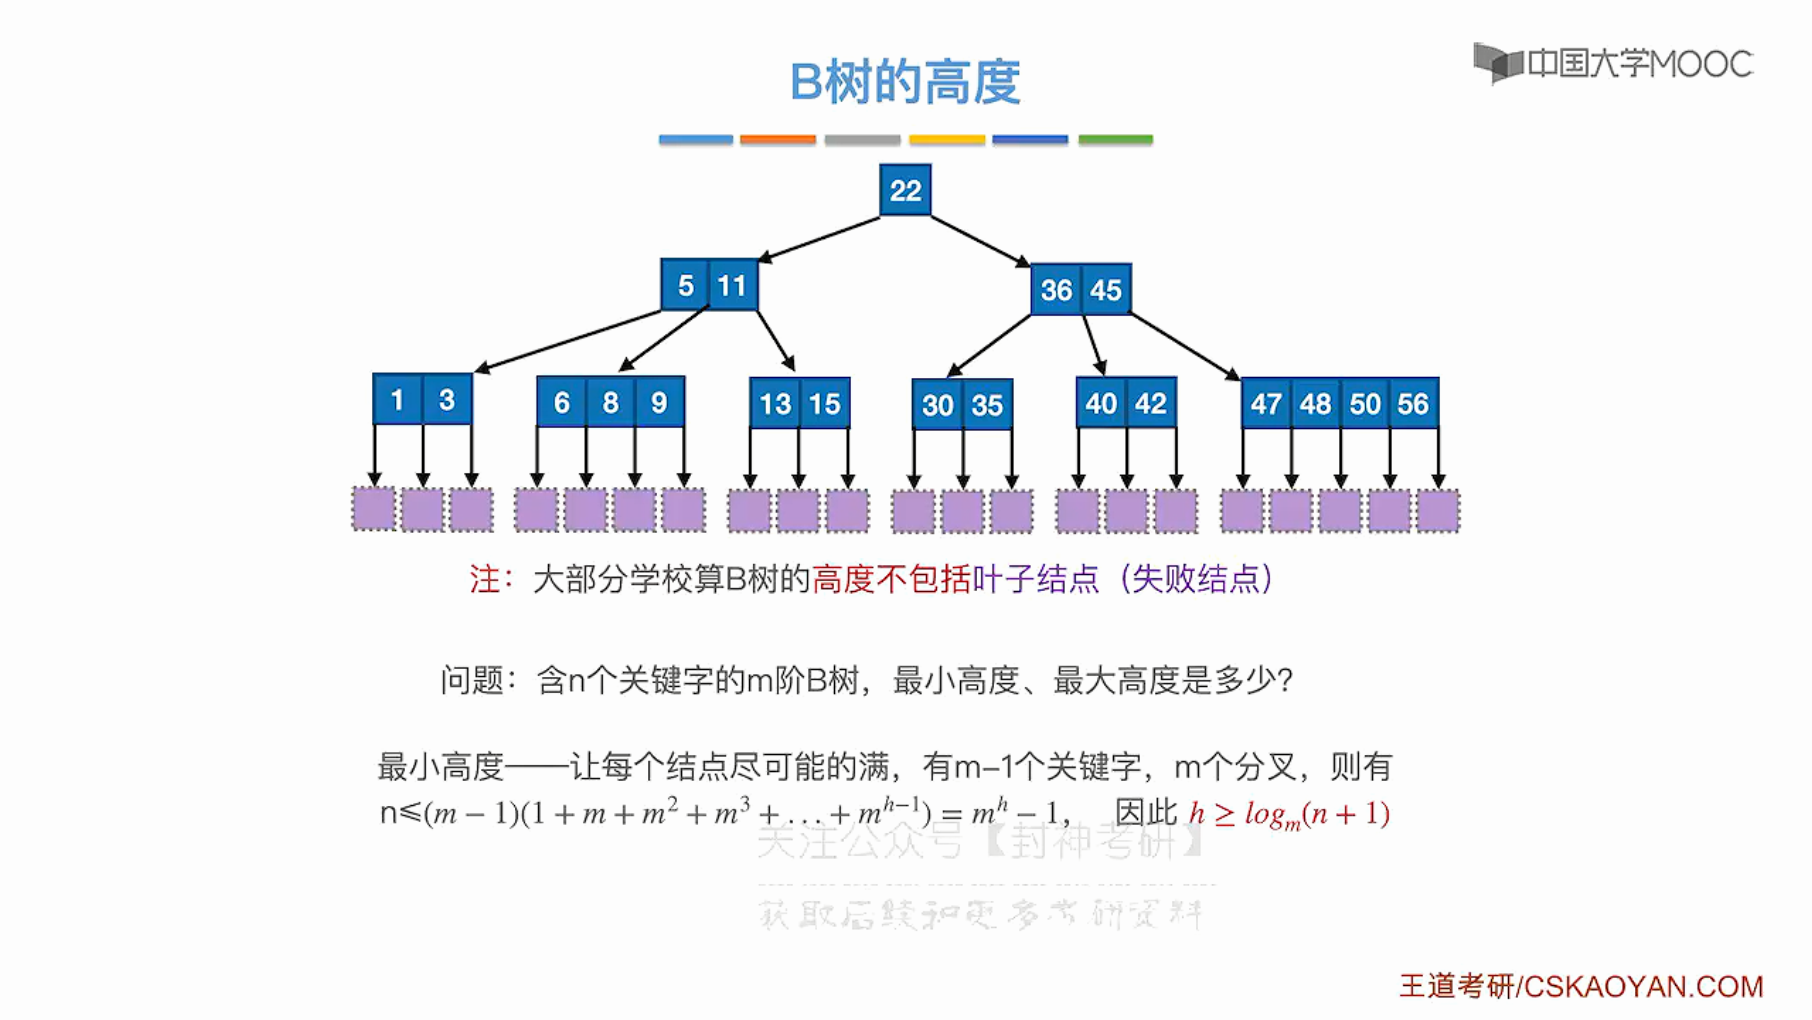 中国大学MOOC
B树的高度
22
5 11
36 45
1 3
6 8 9
13 15
30 35
40 42
47 48 50 56
注：大部分学校算B树的高度不包括叶子结点（失败结点）
问题：含n个关键字的m阶B树，最小高度、最大高度是多少？
最小高度——让每个结点尽可能的满，有m-1个关键字，m个分叉，则有
n≤(m − 1)(1 + m + m² + m³ + … + mʰ⁻¹) = mʰ − 1， 因此 h ≥ logₘ(n + 1)
关注公众号【封神考研】
获取后续和更多考研资料
王道考研/CSKAOYAN.COM